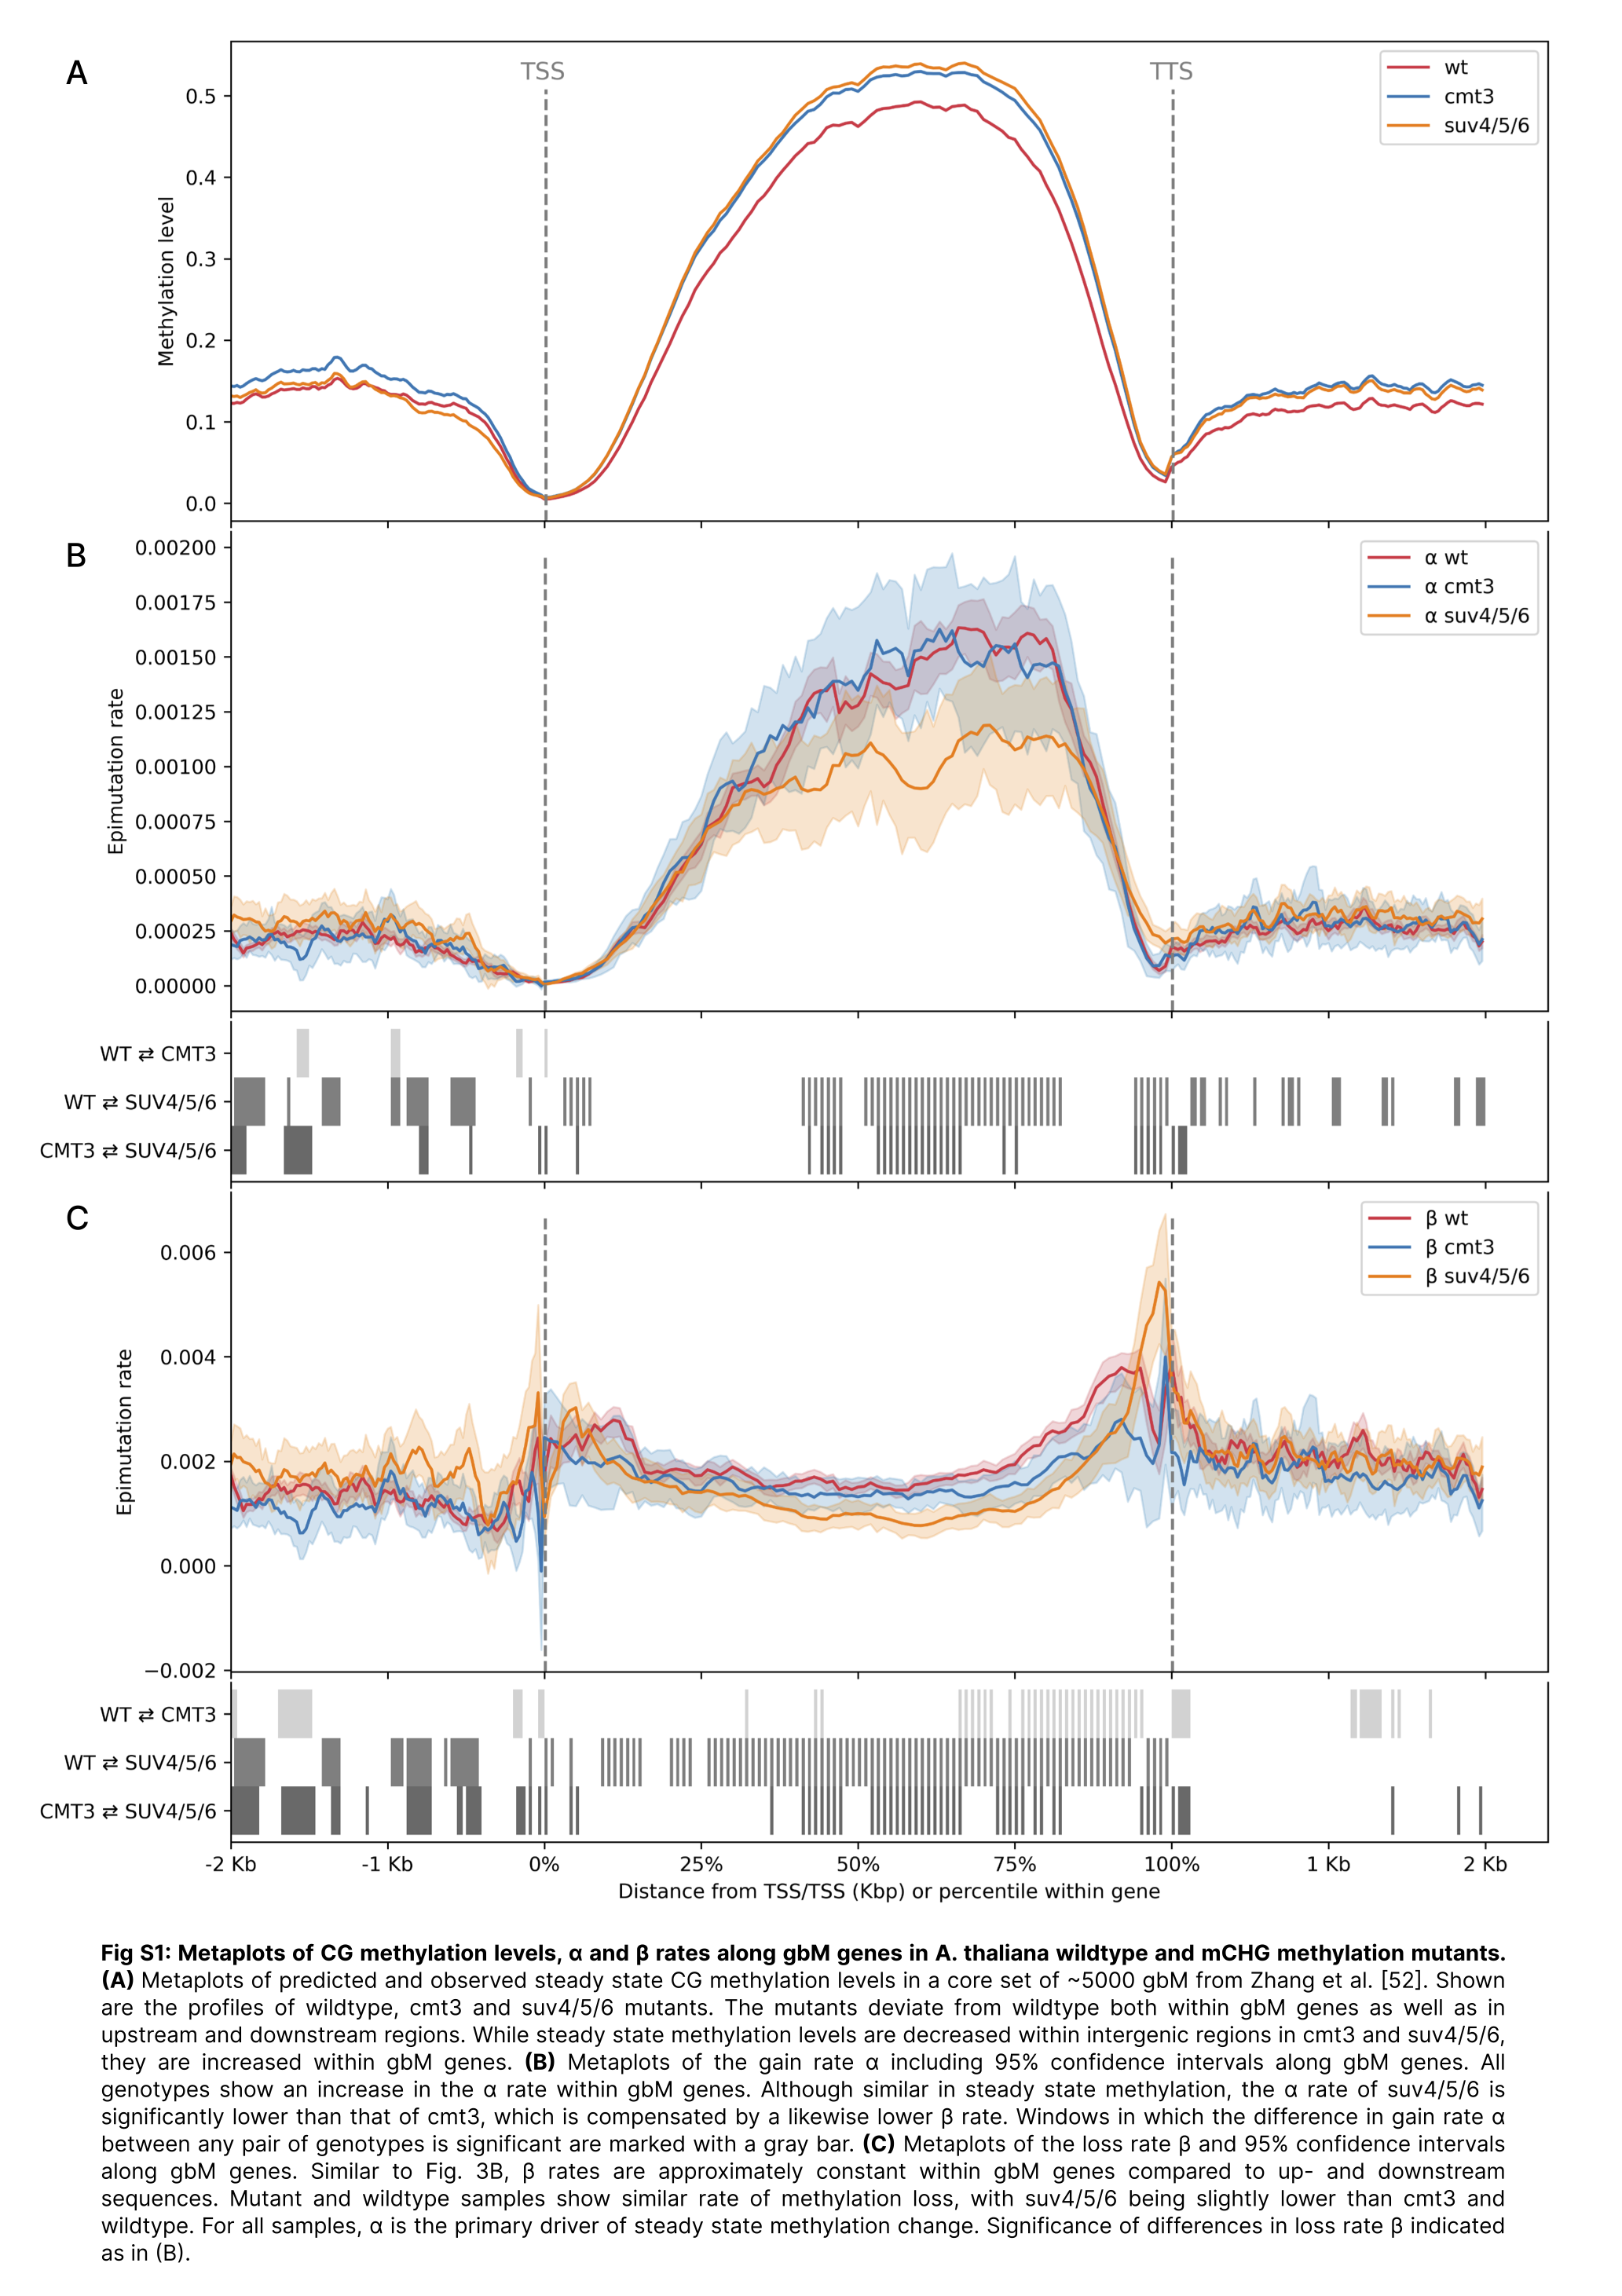 A
TSS
TTS
wt
cmt3
suv4/5/6
0.5
0.4
0.3
0.2
0.1
0.0
Methylation level
B
α wt
α cmt3
α suv4/5/6
0.00200
0.00175
0.00150
0.00125
0.00100
0.00075
0.00050
0.00025
0.00000
Epimutation rate
WT ⇄ CMT3
WT ⇄ SUV4/5/6
CMT3 ⇄ SUV4/5/6
C
β wt
β cmt3
β suv4/5/6
0.006
0.004
0.002
0.000
−0.002
Epimutation rate
WT ⇄ CMT3
WT ⇄ SUV4/5/6
CMT3 ⇄ SUV4/5/6
-2 Kb -1 Kb 0% 25% 50% 75% 100% 1 Kb 2 Kb
Distance from TSS/TSS (Kbp) or percentile within gene
Fig S1: Metaplots of CG methylation levels, α and β rates along gbM genes in A. thaliana wildtype and mCHG methylation mutants.
(A) Metaplots of predicted and observed steady state CG methylation levels in a core set of ~5000 gbM from Zhang et al. [52]. Shown
are the profiles of wildtype, cmt3 and suv4/5/6 mutants. The mutants deviate from wildtype both within gbM genes as well as in
upstream and downstream regions. While steady state methylation levels are decreased within intergenic regions in cmt3 and suv4/5/6,
they are increased within gbM genes. (B) Metaplots of the gain rate α including 95% confidence intervals along gbM genes. All
genotypes show an increase in the α rate within gbM genes. Although similar in steady state methylation, the α rate of suv4/5/6 is
significantly lower than that of cmt3, which is compensated by a likewise lower β rate. Windows in which the difference in gain rate α
between any pair of genotypes is significant are marked with a gray bar. (C) Metaplots of the loss rate β and 95% confidence intervals
along gbM genes. Similar to Fig. 3B, β rates are approximately constant within gbM genes compared to up- and downstream
sequences. Mutant and wildtype samples show similar rate of methylation loss, with suv4/5/6 being slightly lower than cmt3 and
wildtype. For all samples, α is the primary driver of steady state methylation change. Significance of differences in loss rate β indicated
as in (B).